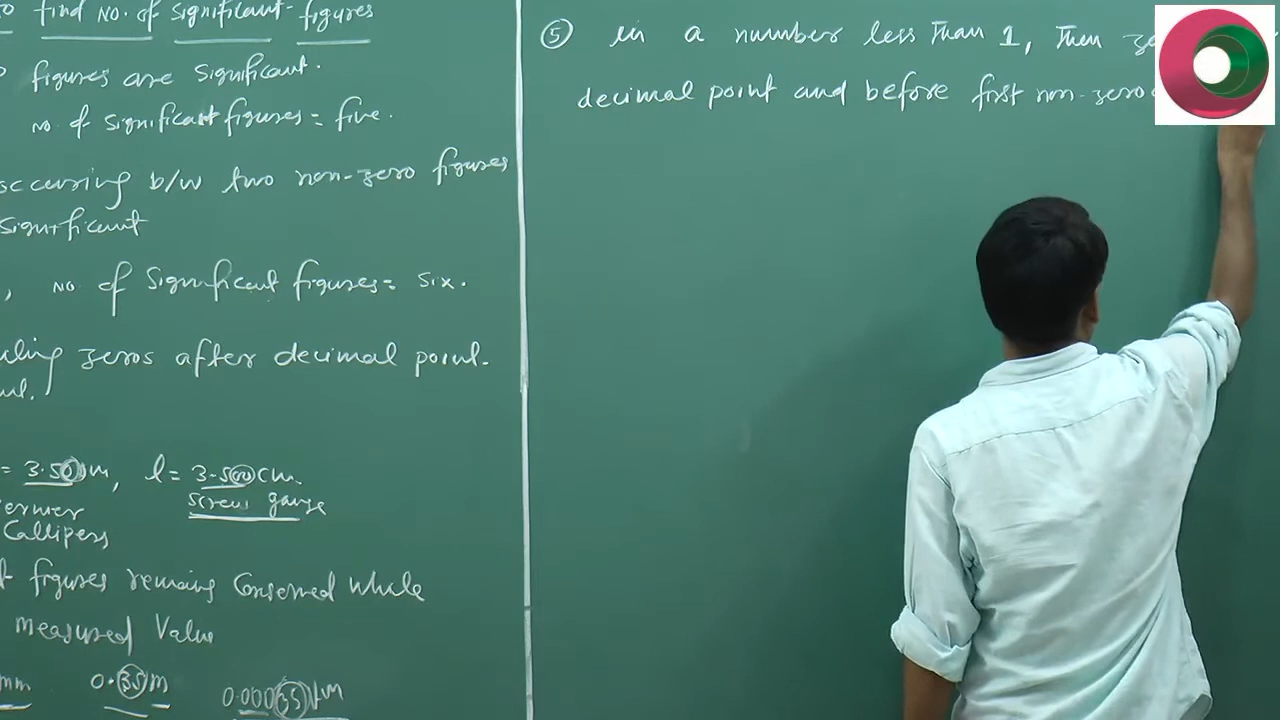 to find No. of significant figures
figures are significant.
No. of significant figures = five.
occurring b/w two non-zero figures
significant
, No. of significant figures = six.
zeros after decimal point
= 3.50 cm, l = 3.500 cm.
screw gauge
Callipers
figures remains conserved while
measured value
mm 0.35 m 0.00035 km
⑤ in a number less than 1, then
decimal point and before first non-zero